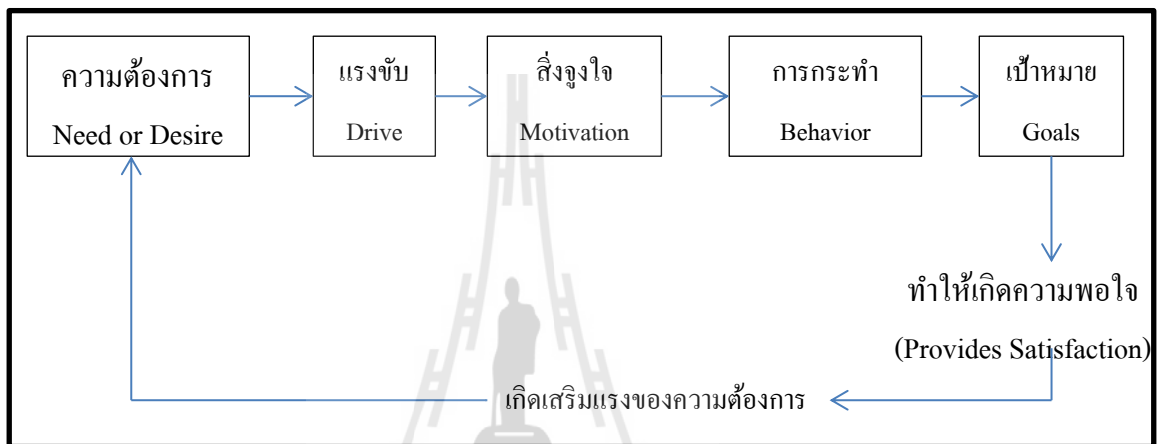 ความต้องการ
Need or Desire
แรงขับ
Drive
สิ่งจูงใจ
Motivation
การกระทำ
Behavior
เป้าหมาย
Goals
ทำให้เกิดความพอใจ
(Provides Satisfaction)
เกิดเสริมแรงของความต้องการ